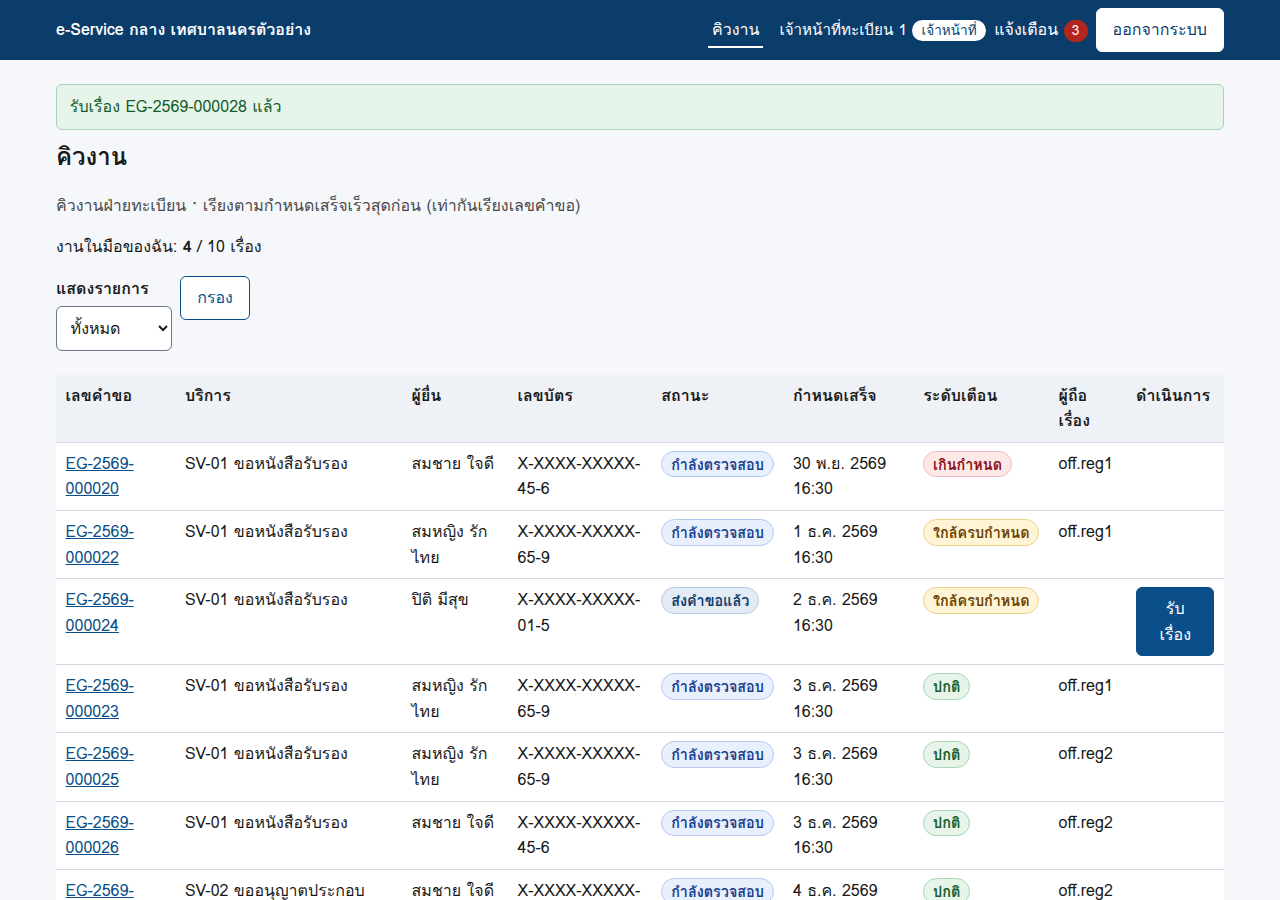 e-Service กลาง เทศบาลนครตัวอย่าง
คิวงาน เจ้าหน้าที่ทะเบียน 1 เจ้าหน้าที่ แจ้งเตือน 3 ออกจากระบบ
รับเรื่อง EG-2569-000028 แล้ว
คิวงาน
คิวงานฝ่ายทะเบียน · เรียงตามกำหนดเสร็จเร็วสุดก่อน (เท่ากันเรียงเลขคำขอ)
งานในมือของฉัน: 4 / 10 เรื่อง
แสดงรายการ
ทั้งหมด
กรอง
เลขคำขอ บริการ ผู้ยื่น เลขบัตร สถานะ กำหนดเสร็จ ระดับเตือน ผู้ถือ ดำเนินการ
เรื่อง
EG-2569- SV-01 ขอหนังสือรับรอง สมชาย ใจดี X-XXXX-XXXXX- กำลังตรวจสอบ 30 พ.ย. 2569 เกินกำหนด off.reg1
000020 45-6 16:30
EG-2569- SV-01 ขอหนังสือรับรอง สมหญิง รัก X-XXXX-XXXXX- กำลังตรวจสอบ 1 ธ.ค. 2569 ใกล้ครบกำหนด off.reg1
000022 ไทย 65-9 16:30
EG-2569- SV-01 ขอหนังสือรับรอง ปิติ มีสุข X-XXXX-XXXXX- ส่งคำขอแล้ว 2 ธ.ค. 2569 ใกล้ครบกำหนด รับ
000024 01-5 16:30 เรื่อง
EG-2569- SV-01 ขอหนังสือรับรอง สมหญิง รัก X-XXXX-XXXXX- กำลังตรวจสอบ 3 ธ.ค. 2569 ปกติ off.reg1
000023 ไทย 65-9 16:30
EG-2569- SV-01 ขอหนังสือรับรอง สมหญิง รัก X-XXXX-XXXXX- กำลังตรวจสอบ 3 ธ.ค. 2569 ปกติ off.reg2
000025 ไทย 65-9 16:30
EG-2569- SV-01 ขอหนังสือรับรอง สมชาย ใจดี X-XXXX-XXXXX- กำลังตรวจสอบ 3 ธ.ค. 2569 ปกติ off.reg2
000026 45-6 16:30
EG-2569- SV-02 ขออนุญาตประกอบ สมชาย ใจดี X-XXXX-XXXXX- กำลังตรวจสอบ 4 ธ.ค. 2569 ปกติ off.reg2